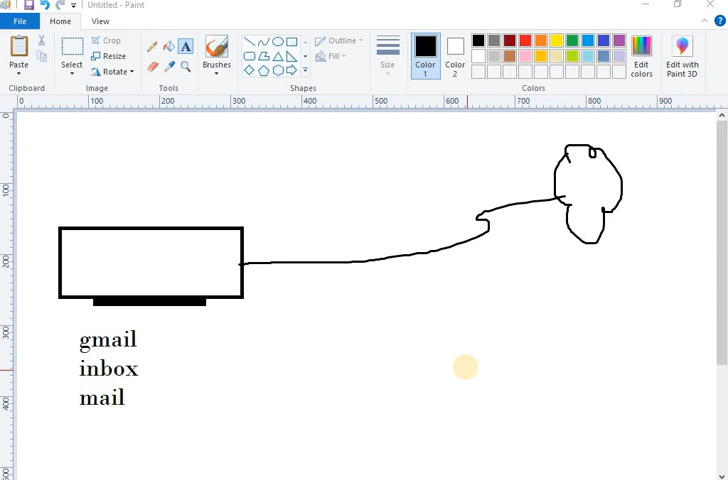 Untitled - Paint
File Home View
Paste
Clipboard
Select
Crop
Resize
Rotate
Image
A
Tools
Brushes
Shapes
Outline
Fill
Size
Color 1
Color 2
Colors
Edit colors
Edit with Paint 3D
0 100 200 300 400 500 600 700 800 900
0
100
200
300
400
500
gmail
inbox
mail